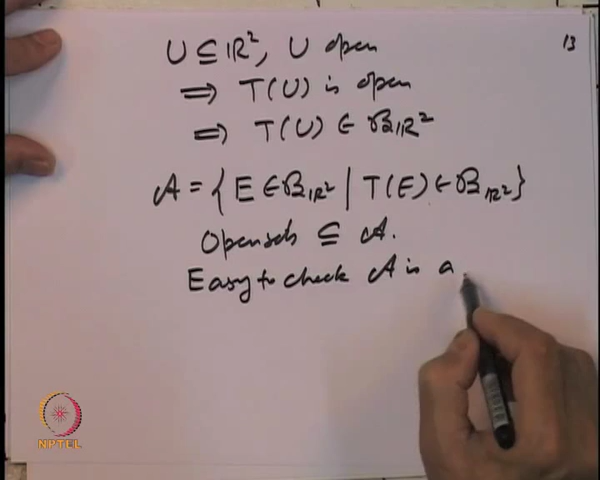 U ⊆ ℝ², U open
13
⟹ T(U) is open
⟹ T(U) ∈ 𝓑_ℝ²
𝒜 = { E ∈ 𝓑_ℝ² | T(E) ∈ 𝓑_ℝ² }
Open sets ⊆ 𝒜.
Easy to check 𝒜 is a
NPTEL